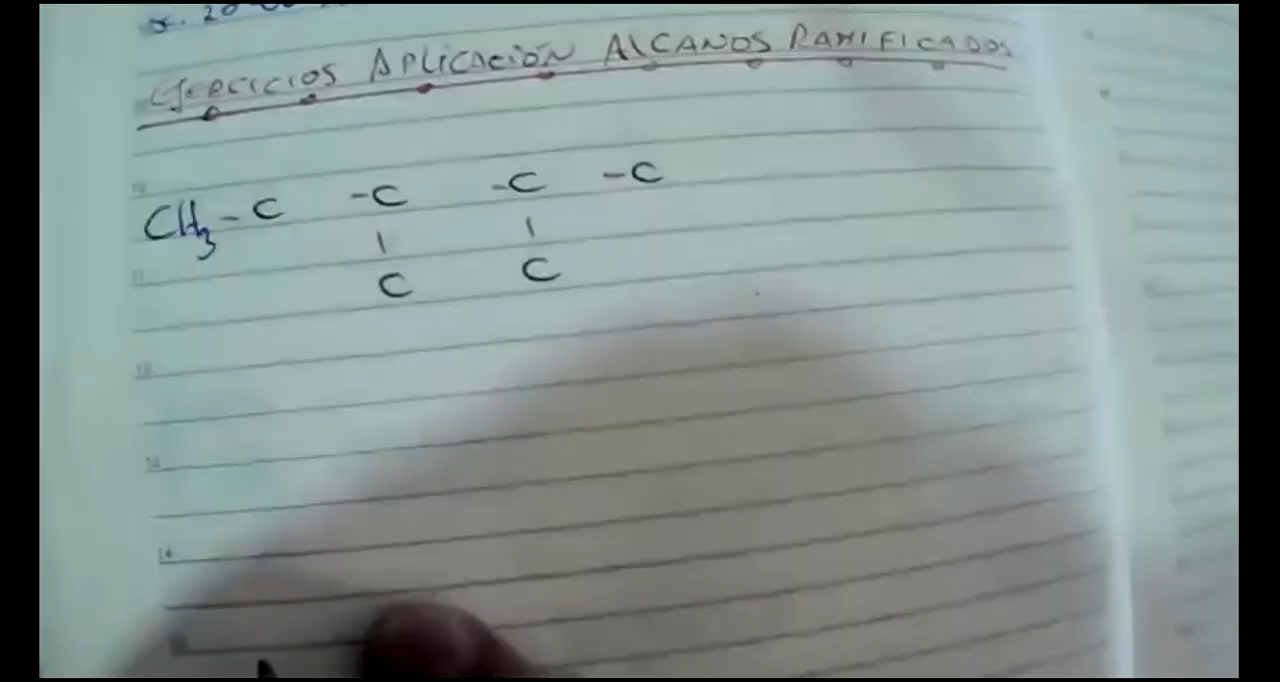 EJERCICIOS APLICACIÓN ALCANOS RAMIFICADOS
CH3 - C - C - C - C
C C